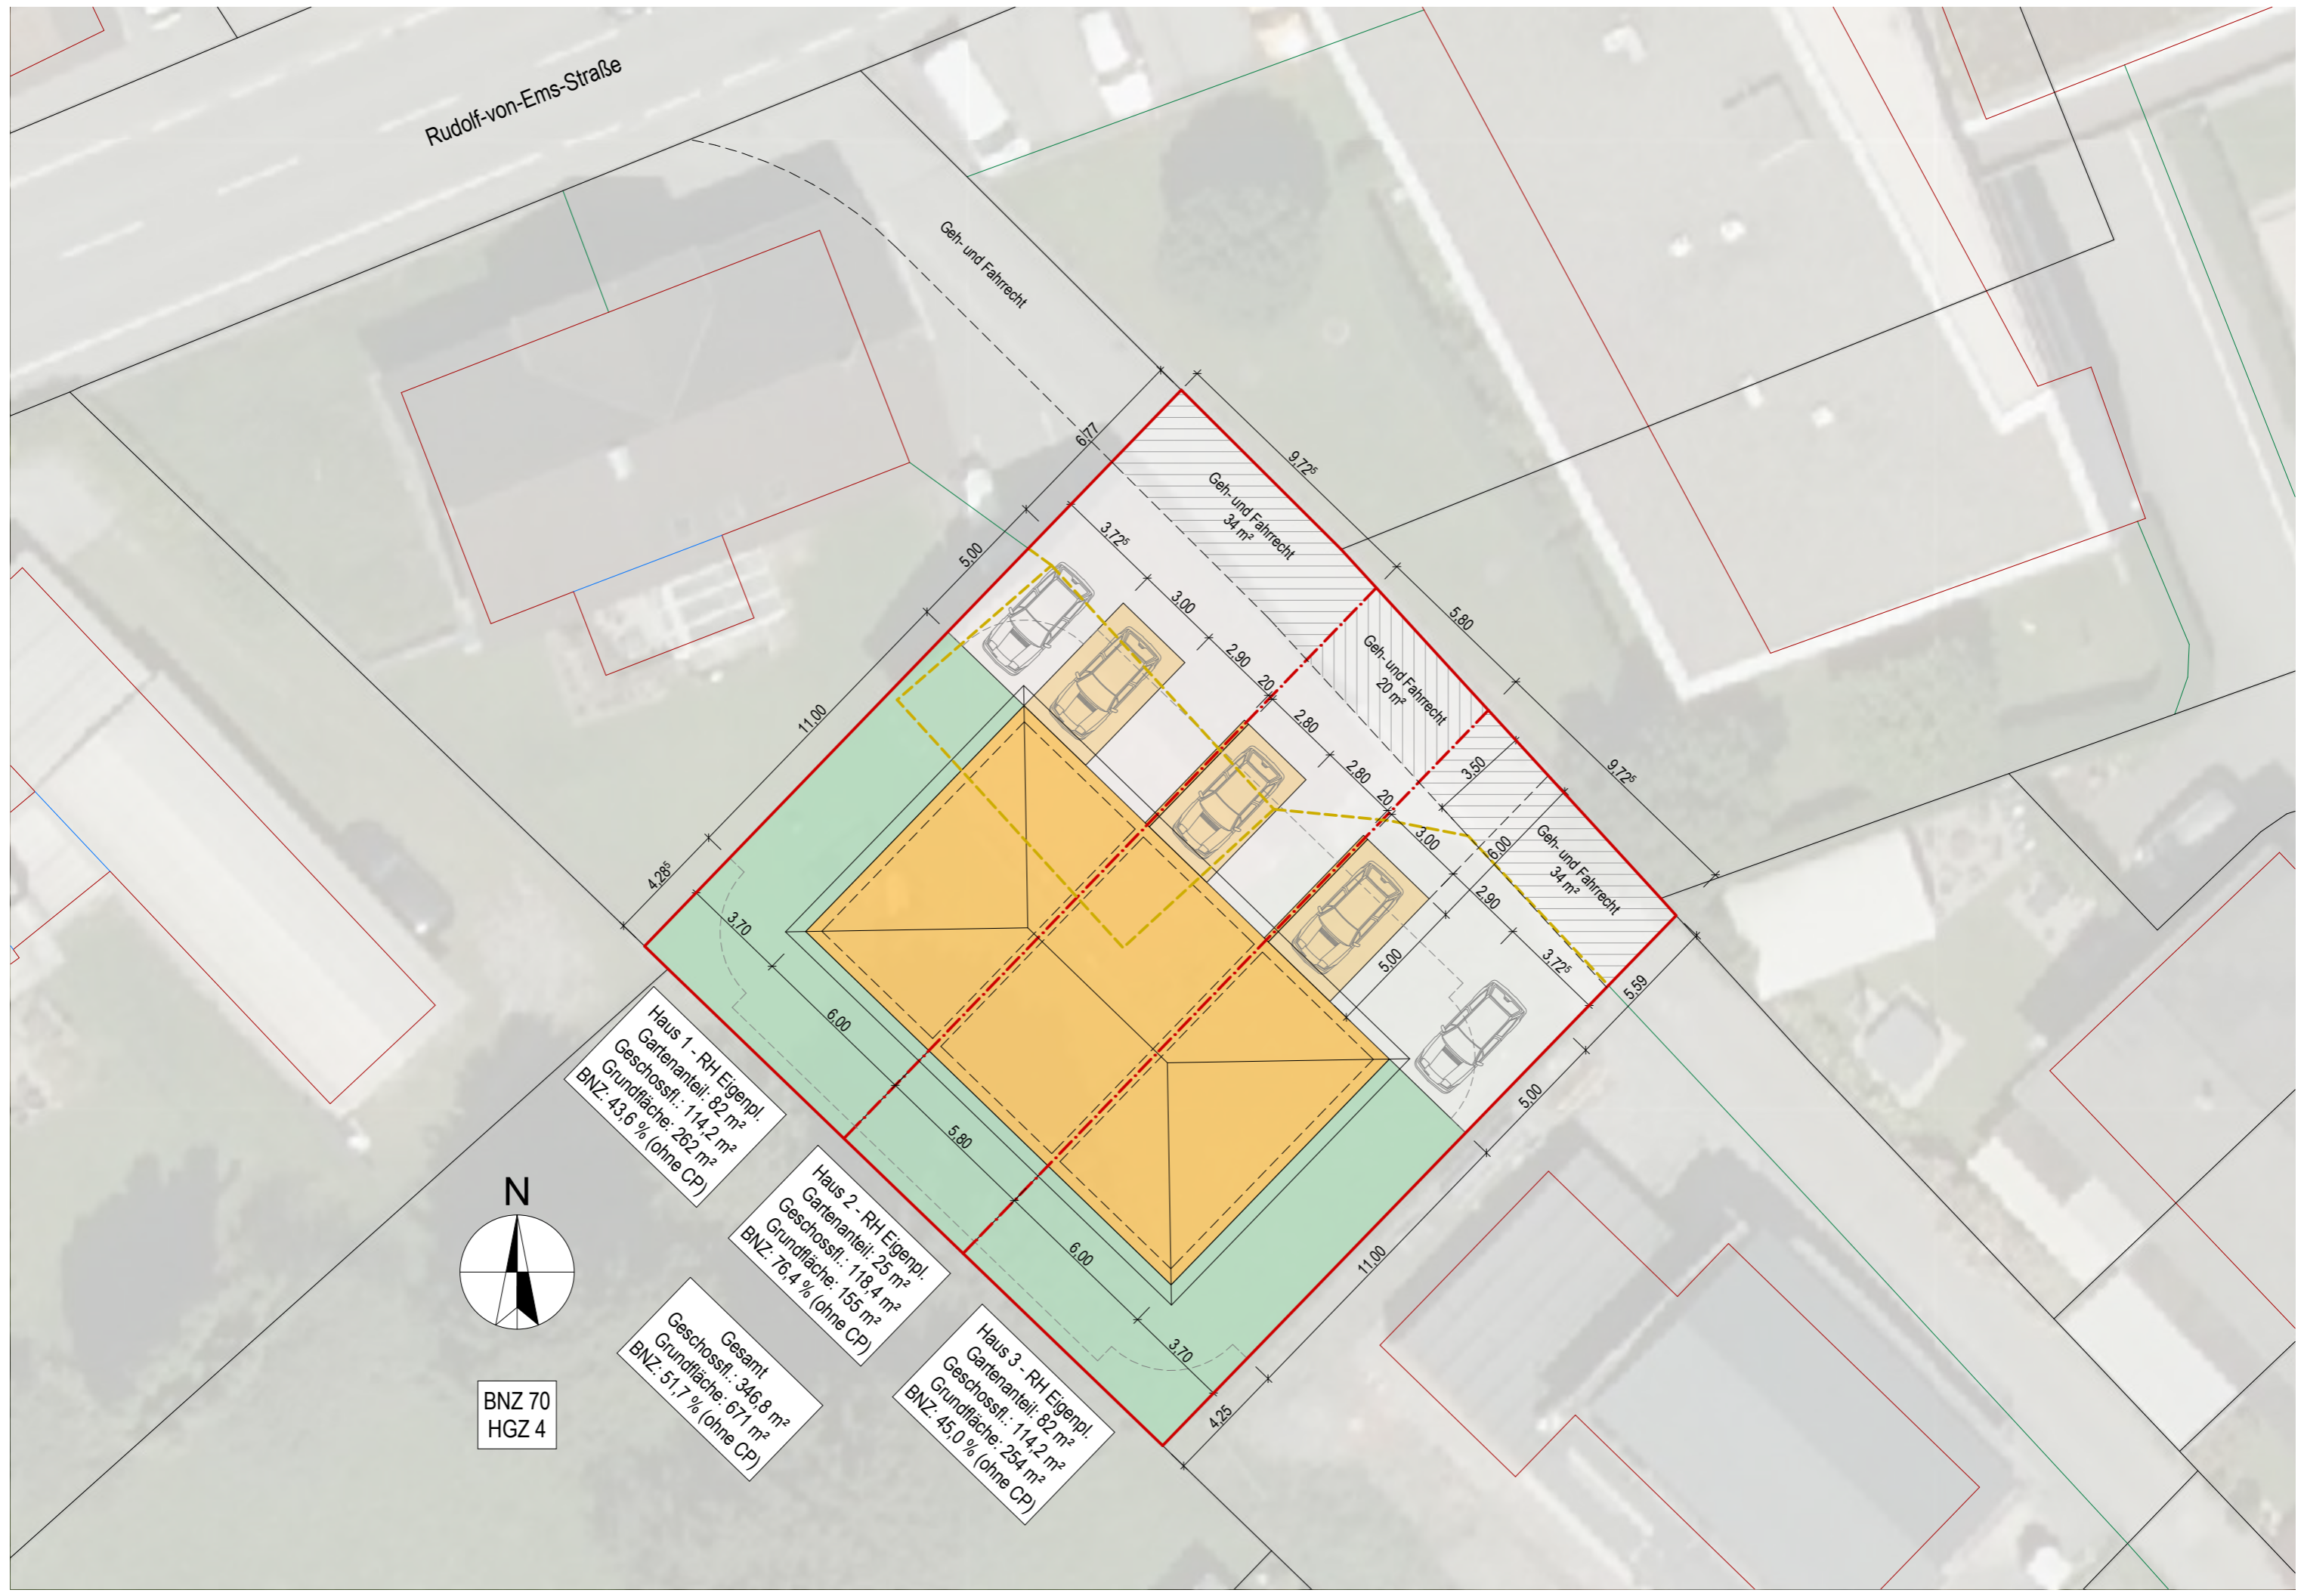 Rudolf-von-Ems-Straße
Geh- und Fahrrecht
6,77
9,72⁵
Geh- und Fahrrecht
34 m²
5,00
3,72⁵
3,00
2,90
20
5,80
Geh- und Fahrrecht
20 m²
2,80
2,80
20
3,50
9,72⁵
11,00
3,00
6,00
Geh- und Fahrrecht
34 m²
2,90
3,72⁵
5,00
5,59
4,28⁵
3,70
6,00
5,80
6,00
3,70
5,00
11,00
4,25
Haus 1 - RH Eigenpl.
Gartenanteil: 82 m²
Geschossfl.: 114,2 m²
Grundfläche: 262 m²
BNZ: 43,6 % (ohne CP)
Haus 2 - RH Eigenpl.
Gartenanteil: 25 m²
Geschossfl.: 118,4 m²
Grundfläche: 155 m²
BNZ: 76,4 % (ohne CP)
Haus 3 - RH Eigenpl.
Gartenanteil: 82 m²
Geschossfl.: 114,2 m²
Grundfläche: 254 m²
BNZ: 45,0 % (ohne CP)
Gesamt
Geschossfl.: 346,8 m²
Grundfläche: 671 m²
BNZ: 51,7 % (ohne CP)
N
BNZ 70
HGZ 4